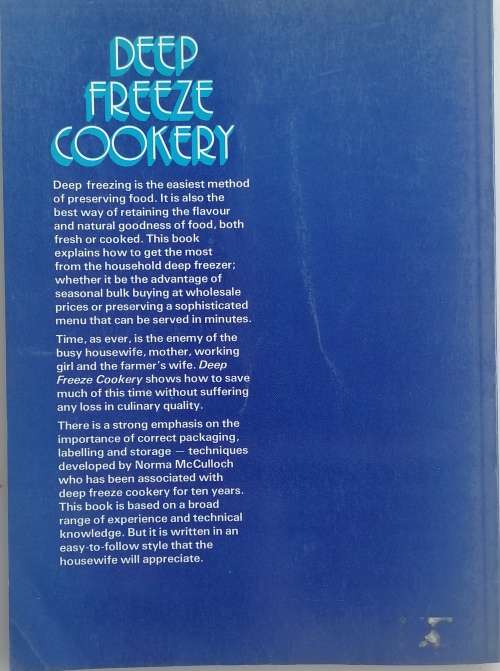 DEEP
FREEZE
COOKERY
Deep freezing is the easiest method
of preserving food. It is also the
best way of retaining the flavour
and natural goodness of food, both
fresh or cooked. This book
explains how to get the most
from the household deep freezer;
whether it be the advantage of
seasonal bulk buying at wholesale
prices or preserving a sophisticated
menu that can be served in minutes.
Time, as ever, is the enemy of the
busy housewife, mother, working
girl and the farmer's wife. Deep
Freeze Cookery shows how to save
much of this time without suffering
any loss in culinary quality.
There is a strong emphasis on the
importance of correct packaging,
labelling and storage — techniques
developed by Norma McCulloch
who has been associated with
deep freeze cookery for ten years.
This book is based on a broad
range of experience and technical
knowledge. But it is written in an
easy-to-follow style that the
housewife will appreciate.